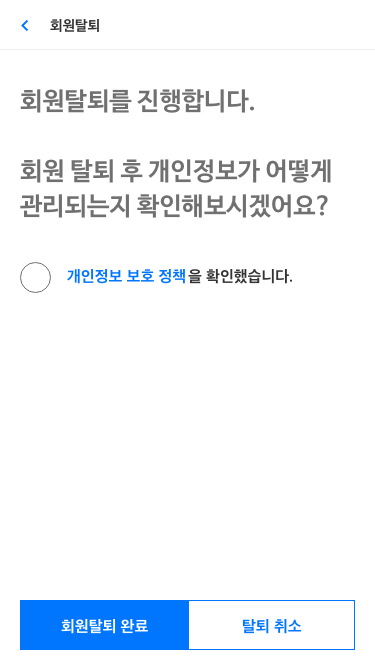 회원탈퇴
회원탈퇴를 진행합니다.
회원 탈퇴 후 개인정보가 어떻게
관리되는지 확인해보시겠어요?
개인정보 보호 정책을 확인했습니다.
회원탈퇴 완료
탈퇴 취소